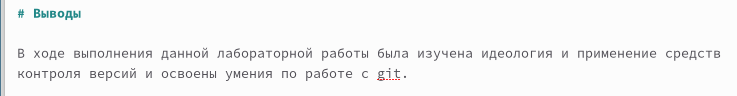 # Выводы
В ходе выполнения данной лабораторной работы была изучена идеология и применение средств
контроля версий и освоены умения по работе с git.